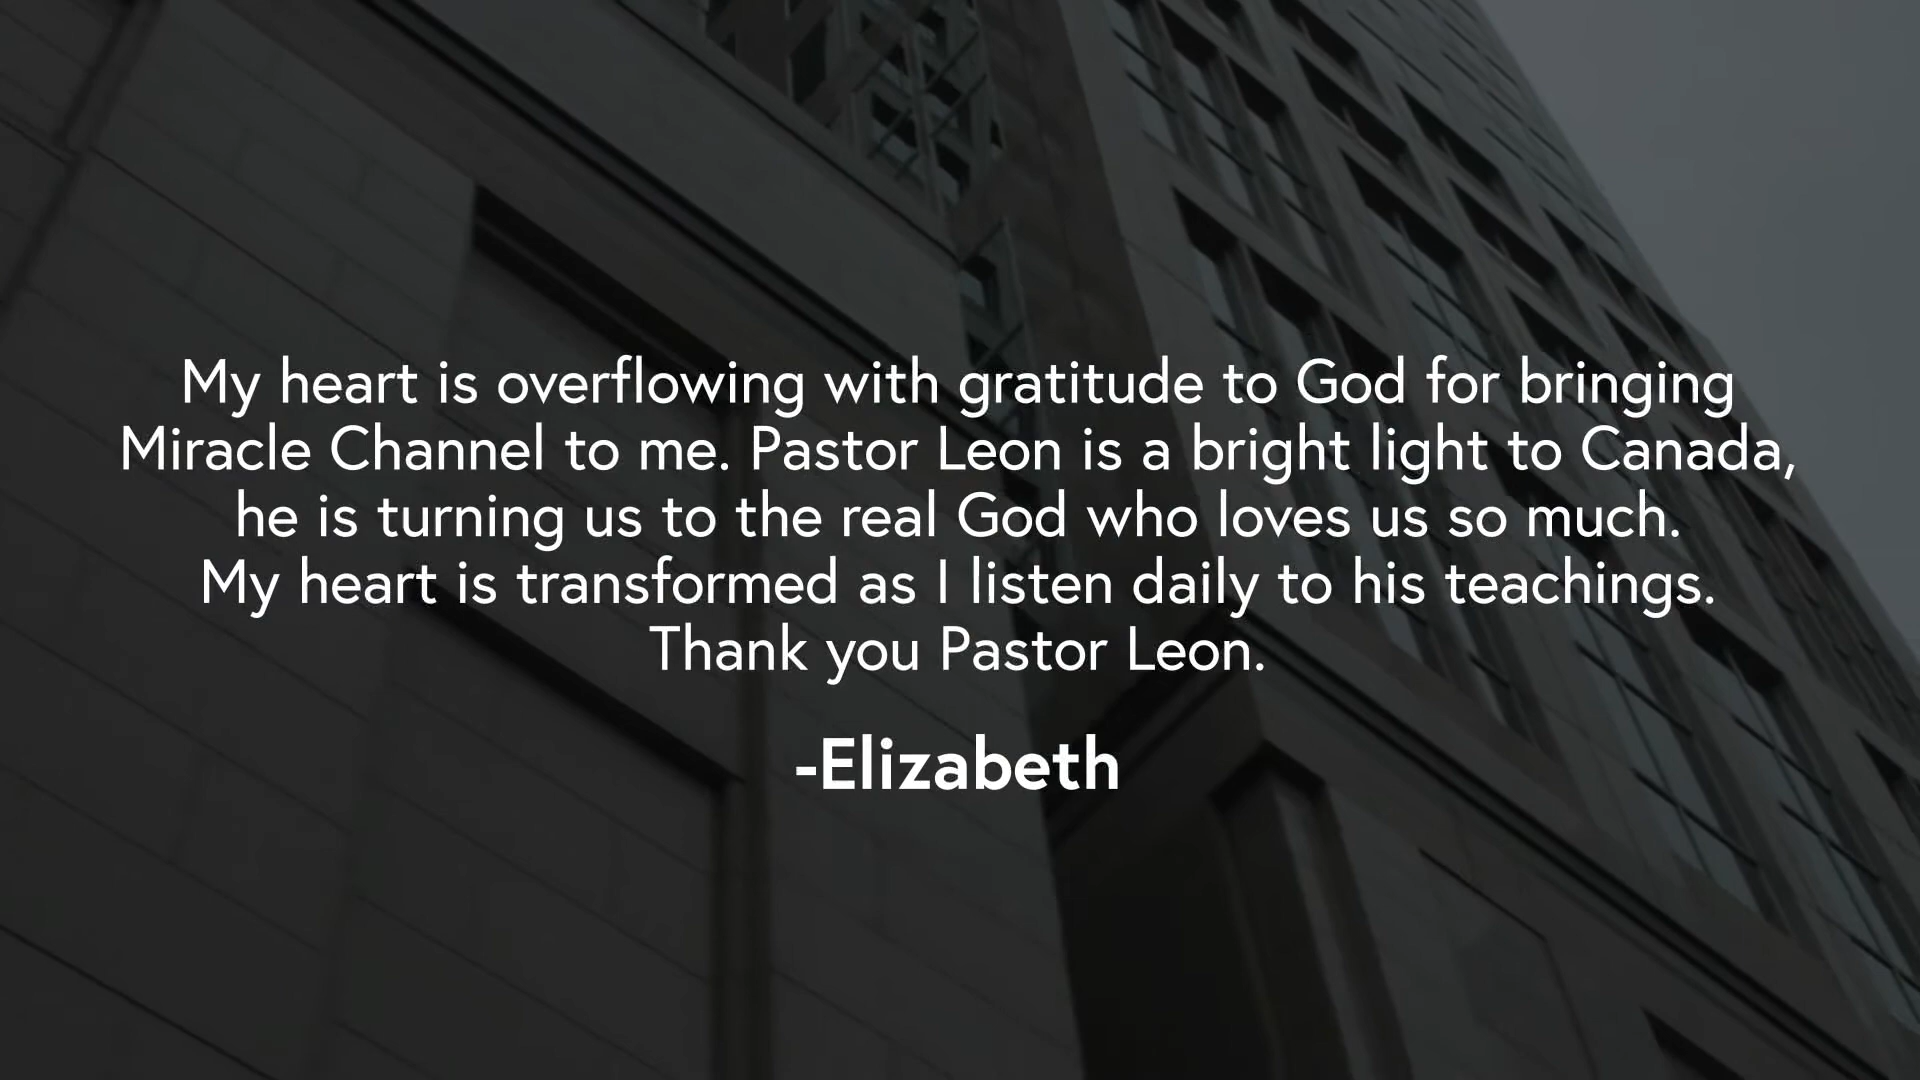 My heart is overflowing with gratitude to God for bringing
Miracle Channel to me. Pastor Leon is a bright light to Canada,
he is turning us to the real God who loves us so much.
My heart is transformed as I listen daily to his teachings.
Thank you Pastor Leon.
-Elizabeth